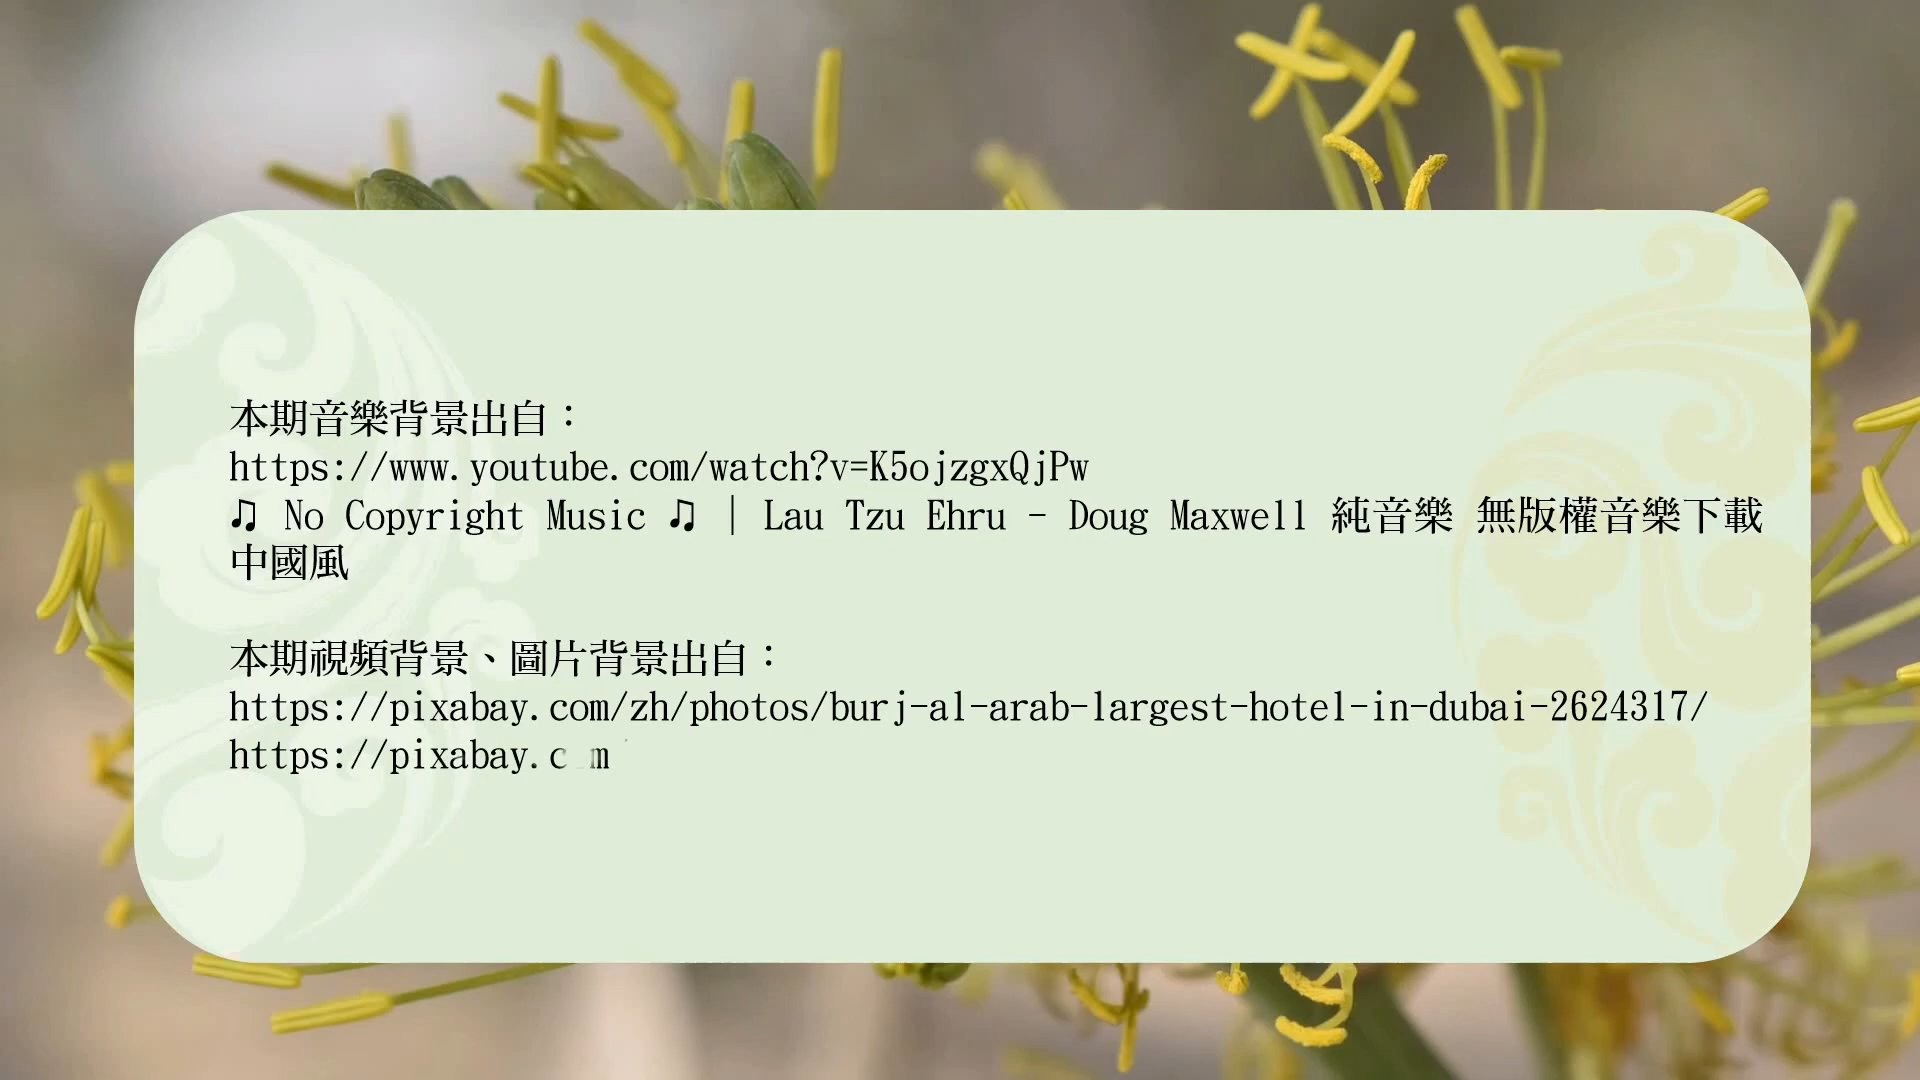 本期音樂背景出自：
https://www.youtube.com/watch?v=K5ojzgxQjPw
♫ No Copyright Music ♫ | Lau Tzu Ehru - Doug Maxwell 純音樂 無版權音樂下載
中國風
本期視頻背景、圖片背景出自：
https://pixabay.com/zh/photos/burj-al-arab-largest-hotel-in-dubai-2624317/
https://pixabay.c m